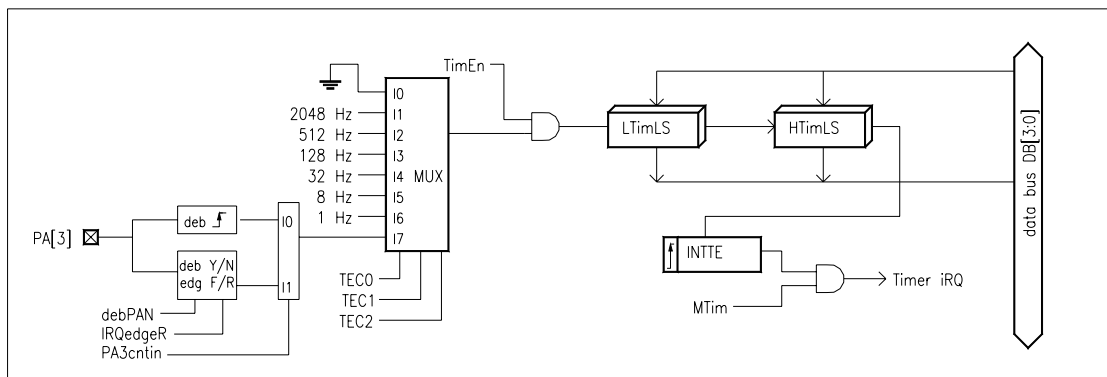 TimEn
I0
2048 Hz I1
512 Hz I2
128 Hz I3
32 Hz I4
8 Hz I5
1 Hz I6
I7
MUX
LTimLS
HTimLS
data bus DB[3:0]
PA[3]
deb
I0
deb Y/N
edg F/R
I1
debPAN
IRQedgeR
PA3cntin
TEC0
TEC1
TEC2
INTTE
MTim
Timer iRQ